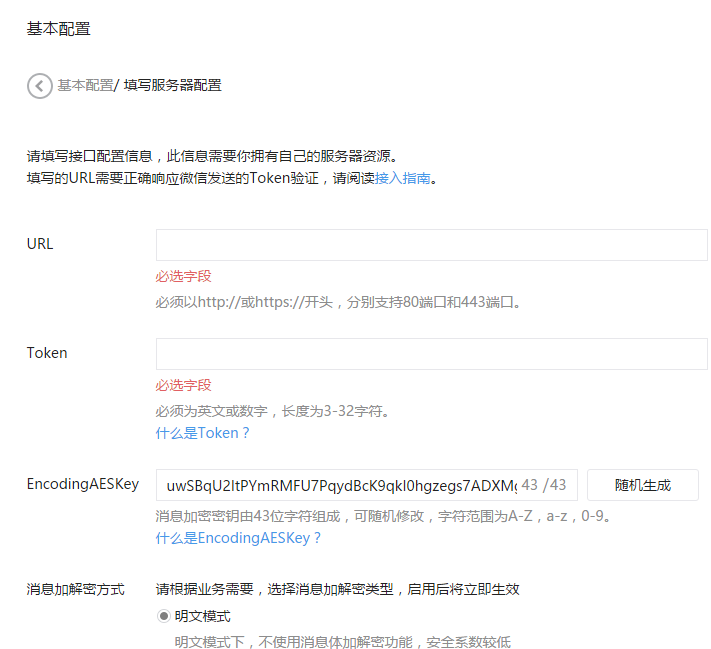 基本配置
基本配置/ 填写服务器配置
请填写接口配置信息，此信息需要你拥有自己的服务器资源。
填写的URL需要正确响应微信发送的Token验证，请阅读接入指南。
URL
必选字段
必须以http://或https://开头，分别支持80端口和443端口。
Token
必选字段
必须为英文或数字，长度为3-32字符。
什么是Token？
EncodingAESKey 43 /43 随机生成
消息加密密钥由43位字符组成，可随机修改，字符范围为A-Z，a-z，0-9。
什么是EncodingAESKey？
消息加解密方式 请根据业务需要，选择消息加解密类型，启用后将立即生效
明文模式
明文模式下，不使用消息体加解密功能，安全系数较低